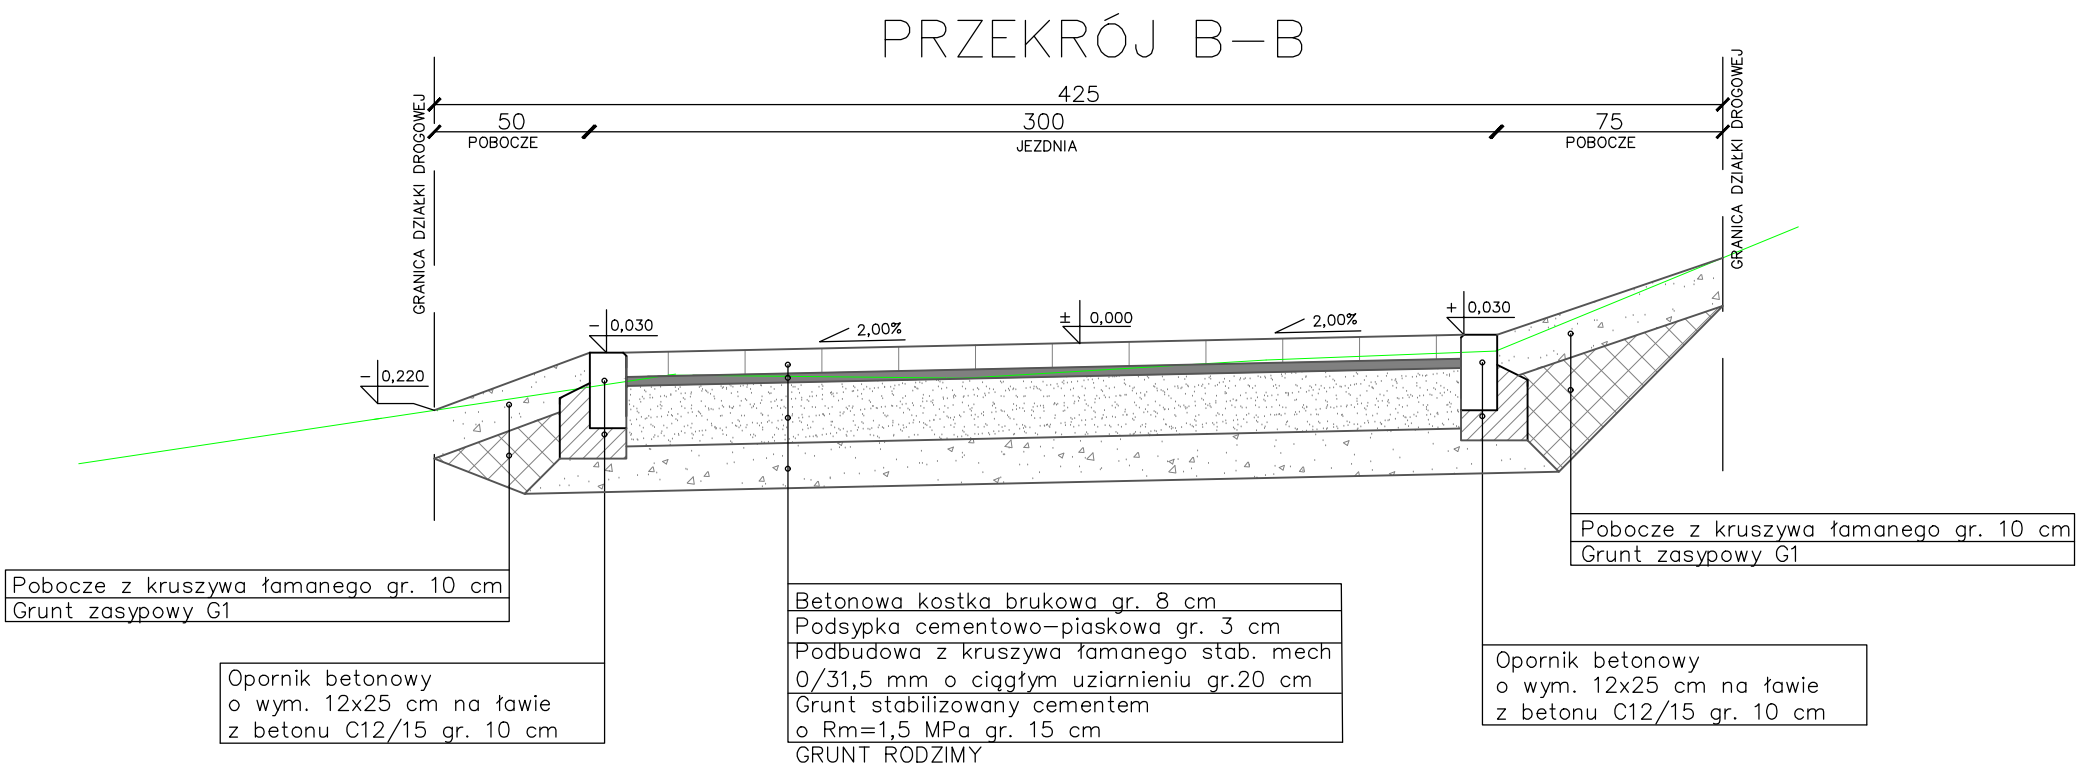 PRZEKRÓJ B-B
425
50
300
75
POBOCZE
JEZDNIA
POBOCZE
GRANICA DZIAŁKI DROGOWEJ
GRANICA DZIAŁKI DROGOWEJ
- 0,220
- 0,030
2,00%
± 0,000
2,00%
+ 0,030
Pobocze z kruszywa łamanego gr. 10 cm
Grunt zasypowy G1
Opornik betonowy
o wym. 12x25 cm na ławie
z betonu C12/15 gr. 10 cm
Betonowa kostka brukowa gr. 8 cm
Podsypka cementowo-piaskowa gr. 3 cm
Podbudowa z kruszywa łamanego stab. mech
0/31,5 mm o ciągłym uziarnieniu gr.20 cm
Grunt stabilizowany cementem
o Rm=1,5 MPa gr. 15 cm
GRUNT RODZIMY
Opornik betonowy
o wym. 12x25 cm na ławie
z betonu C12/15 gr. 10 cm
Pobocze z kruszywa łamanego gr. 10 cm
Grunt zasypowy G1